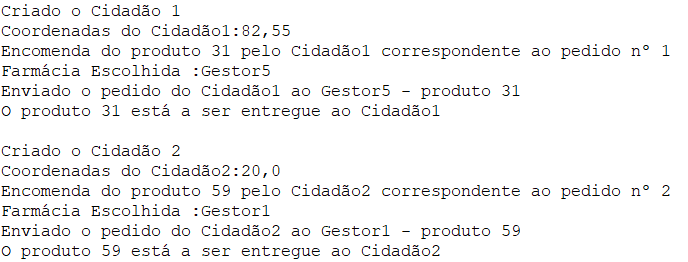 Criado o Cidadão 1
Coordenadas do Cidadão1:82,55
Encomenda do produto 31 pelo Cidadão1 correspondente ao pedido nº 1
Farmácia Escolhida :Gestor5
Enviado o pedido do Cidadão1 ao Gestor5 - produto 31
O produto 31 está a ser entregue ao Cidadão1

Criado o Cidadão 2
Coordenadas do Cidadão2:20,0
Encomenda do produto 59 pelo Cidadão2 correspondente ao pedido nº 2
Farmácia Escolhida :Gestor1
Enviado o pedido do Cidadão2 ao Gestor1 - produto 59
O produto 59 está a ser entregue ao Cidadão2